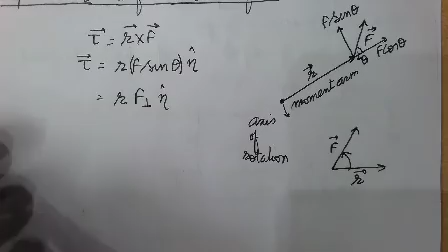 τ⃗ = r⃗ × F⃗
τ⃗ = r (F sinθ) n̂
= r F⊥ n̂
F sinθ
F⃗
θ
F cosθ
r⃗
moment arm
axis
of
rotation
F⃗
r⃗